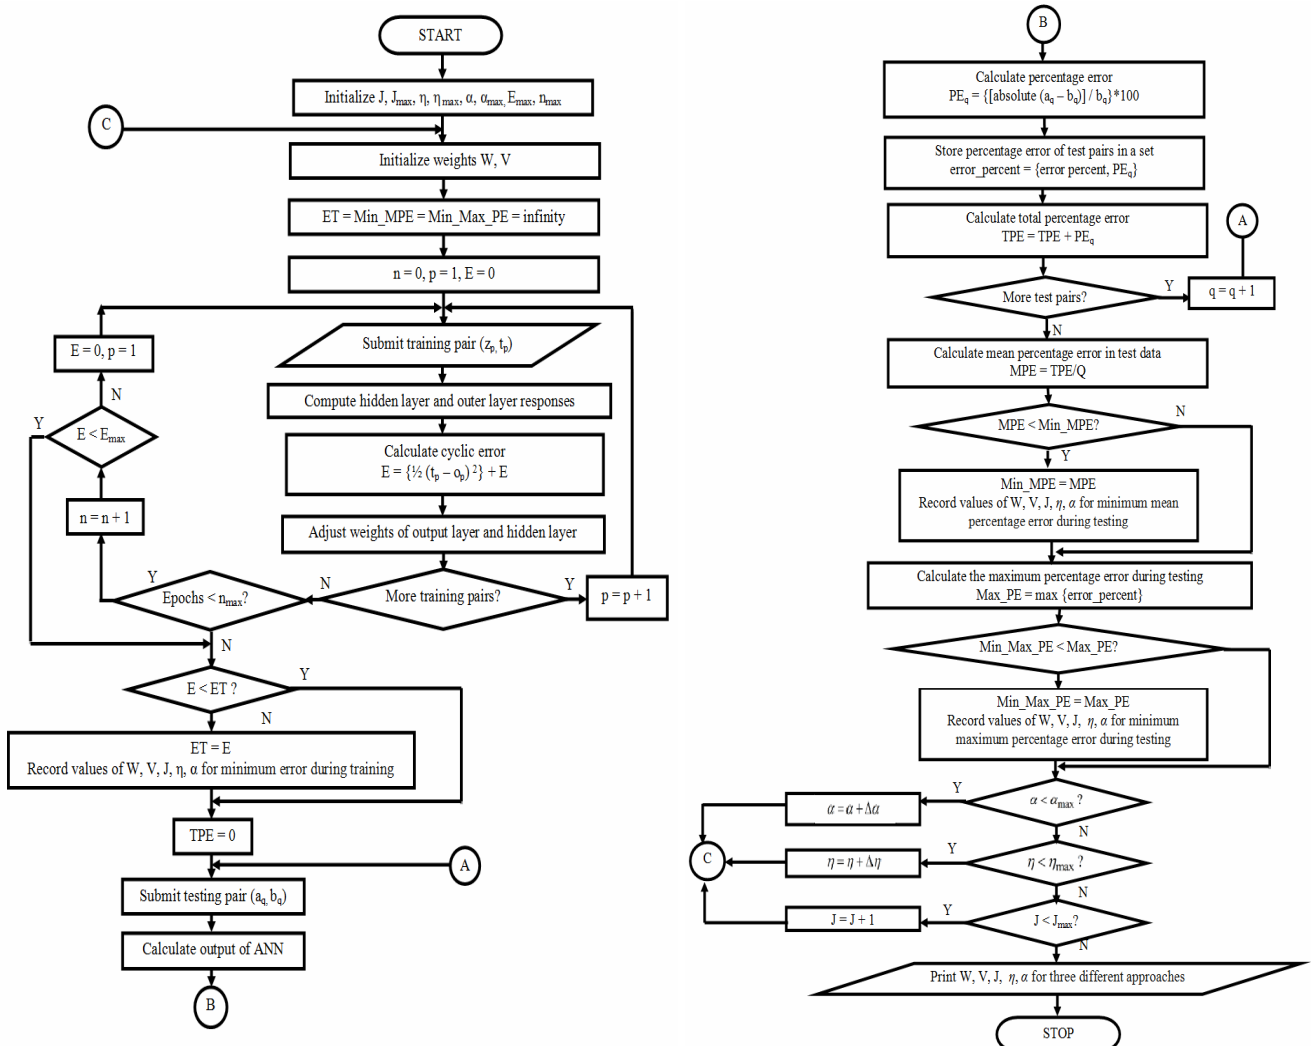 START
Initialize J, Jmax, η, ηmax, α, αmax, Emax, nmax
C
Initialize weights W, V
ET = Min_MPE = Min_Max_PE = infinity
n = 0, p = 1, E = 0
Submit training pair (zp, tp)
E = 0, p = 1
Compute hidden layer and outer layer responses
N
Y
E < Emax
Calculate cyclic error
E = {½ (tp – op) ²} + E
n = n + 1
Adjust weights of output layer and hidden layer
Y
Epochs < nmax?
N
More training pairs?
Y
p = p + 1
N
E < ET ?
Y
N
ET = E
Record values of W, V, J, η, α for minimum error during training
TPE = 0
A
Submit testing pair (aq, bq)
Calculate output of ANN
B
B
Calculate percentage error
PEq = {[absolute (aq – bq)] / bq}*100
Store percentage error of test pairs in a set
error_percent = {error percent, PEq}
Calculate total percentage error
TPE = TPE + PEq
A
More test pairs?
Y
q = q + 1
N
Calculate mean percentage error in test data
MPE = TPE/Q
MPE < Min_MPE?
N
Y
Min_MPE = MPE
Record values of W, V, J, η, α for minimum mean
percentage error during testing
Calculate the maximum percentage error during testing
Max_PE = max {error_percent}
Min_Max_PE < Max_PE?
Min_Max_PE = Max_PE
Record values of W, V, J, η, α for minimum
maximum percentage error during testing
α < αmax ?
Y
α = α + Δα
N
C
η = η + Δη
Y
η < ηmax ?
N
J = J + 1
Y
J < Jmax?
N
Print W, V, J, η, α for three different approaches
STOP